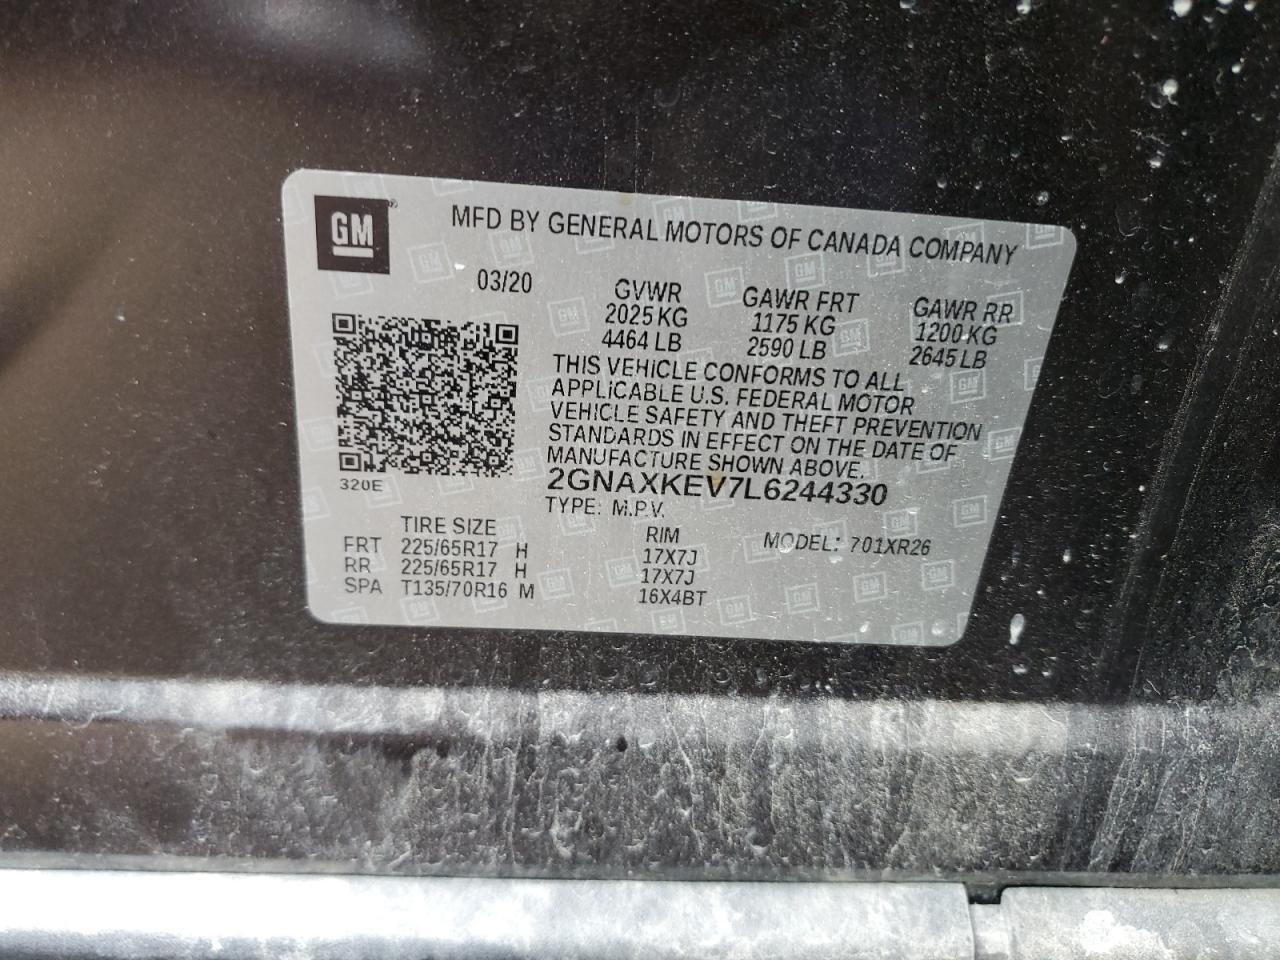 GM ®
MFD BY GENERAL MOTORS OF CANADA COMPANY
03/20
GVWR GAWR FRT GAWR RR
2025 KG 1175 KG 1200 KG
4464 LB 2590 LB 2645 LB
THIS VEHICLE CONFORMS TO ALL
APPLICABLE U.S. FEDERAL MOTOR
VEHICLE SAFETY AND THEFT PREVENTION
STANDARDS IN EFFECT ON THE DATE OF
MANUFACTURE SHOWN ABOVE.
2GNAXKEV7L6244330
320E
TYPE: M.P.V.
TIRE SIZE RIM MODEL: 701XR26
FRT 225/65R17 H 17X7J
RR 225/65R17 H 17X7J
SPA T135/70R16 M 16X4BT